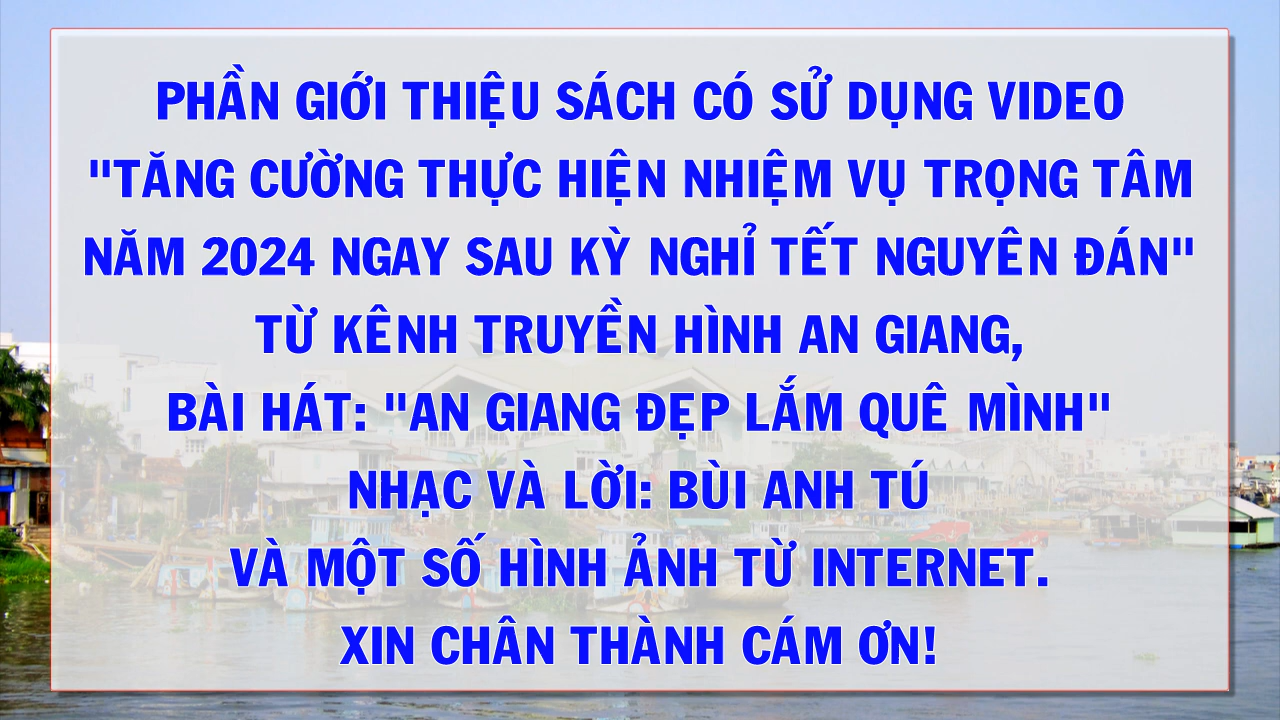 PHẦN GIỚI THIỆU SÁCH CÓ SỬ DỤNG VIDEO
"TĂNG CƯỜNG THỰC HIỆN NHIỆM VỤ TRỌNG TÂM
NĂM 2024 NGAY SAU KỲ NGHỈ TẾT NGUYÊN ĐÁN"
TỪ KÊNH TRUYỀN HÌNH AN GIANG,
BÀI HÁT: "AN GIANG ĐẸP LẮM QUÊ MÌNH"
NHẠC VÀ LỜI: BÙI ANH TÚ
VÀ MỘT SỐ HÌNH ẢNH TỪ INTERNET.
XIN CHÂN THÀNH CÁM ƠN!